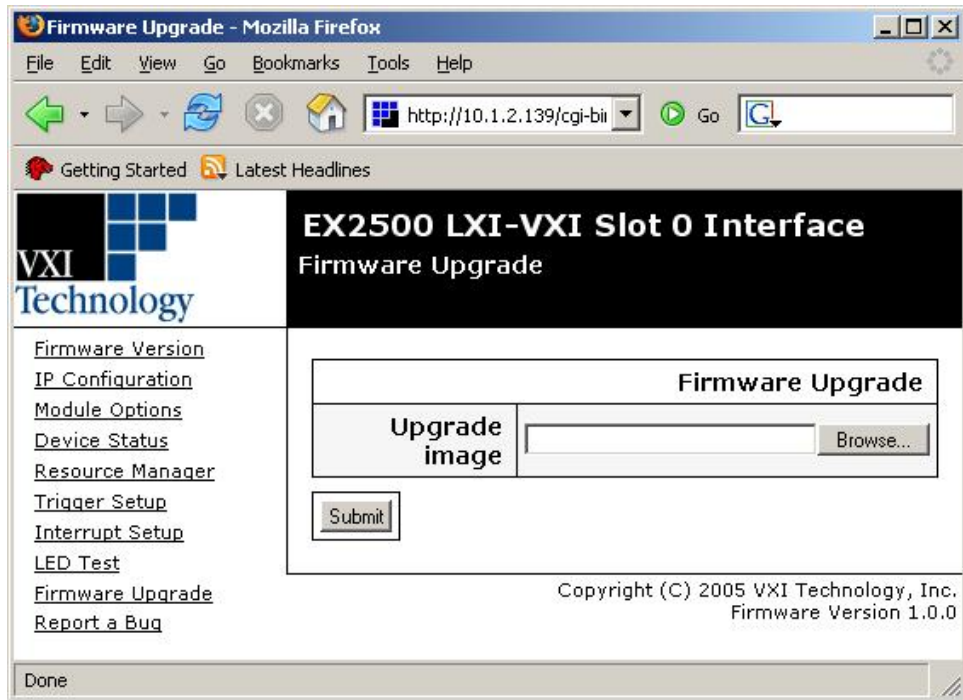 Firmware Upgrade - Mozilla Firefox
File Edit View Go Bookmarks Tools Help
http://10.1.2.139/cgi-bin Go G
Getting Started Latest Headlines
VXI
Technology
EX2500 LXI-VXI Slot 0 Interface
Firmware Upgrade
Firmware Version
IP Configuration
Module Options
Device Status
Resource Manager
Trigger Setup
Interrupt Setup
LED Test
Firmware Upgrade
Report a Bug
Firmware Upgrade
Upgrade
image
Browse...
Submit
Copyright (C) 2005 VXI Technology, Inc.
Firmware Version 1.0.0
Done